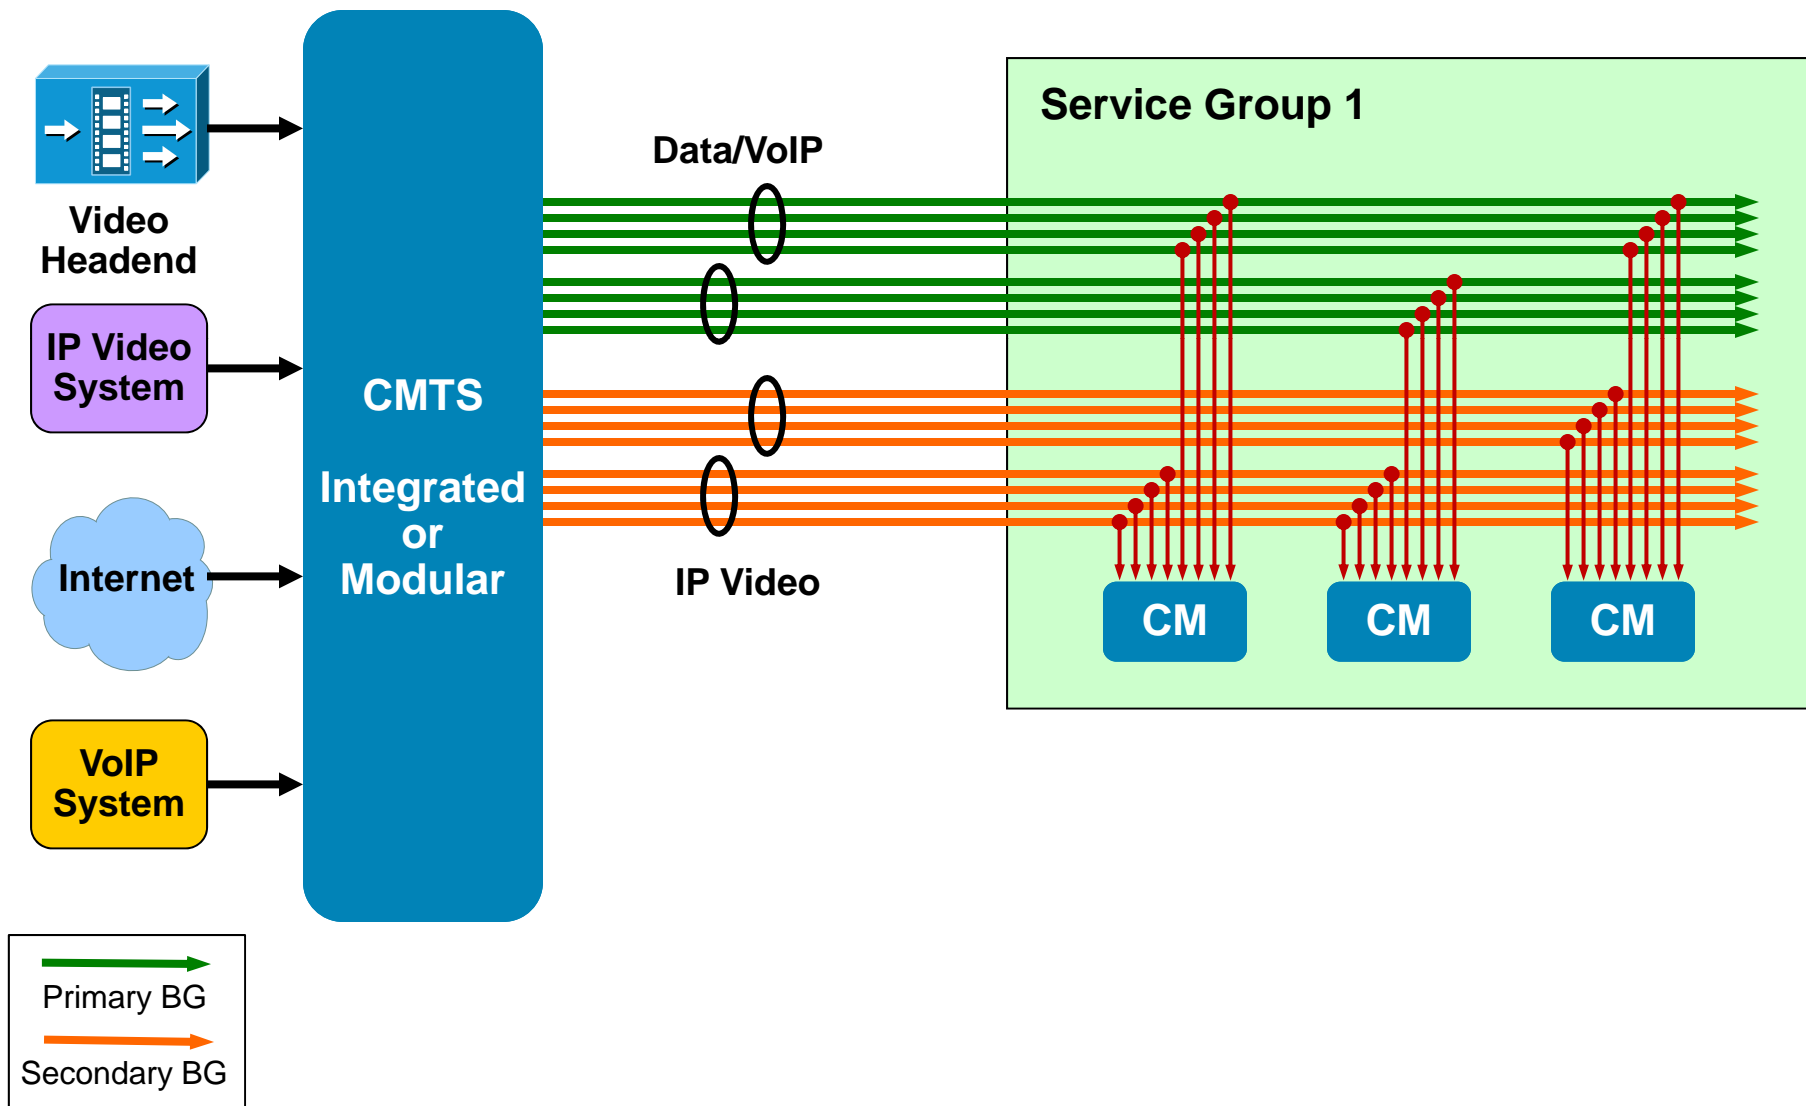 Service Group 1
Data/VoIP
Video
Headend
IP Video
System
CMTS
Integrated
or
Modular
Internet
IP Video
CM
CM
CM
VoIP
System
Primary BG
Secondary BG